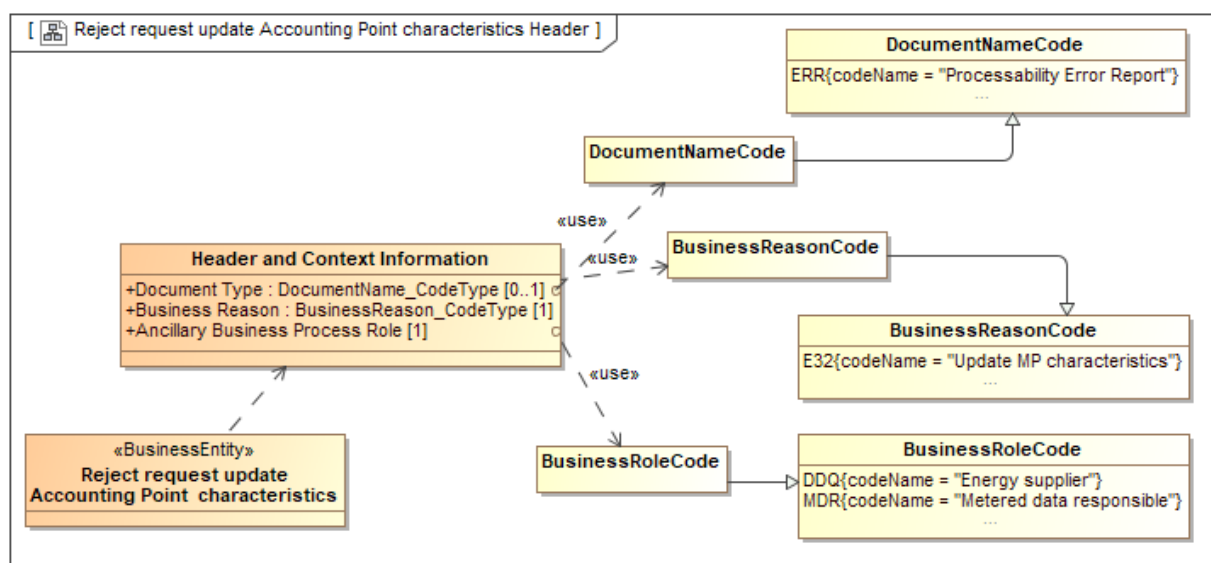 [ Reject request update Accounting Point characteristics Header ]
DocumentNameCode
ERR{codeName = "Processability Error Report"}
...
DocumentNameCode
«use»
BusinessReasonCode
«use»
Header and Context Information
+Document Type : DocumentName_CodeType [0..1]
+Business Reason : BusinessReason_CodeType [1]
+Ancillary Business Process Role [1]
BusinessReasonCode
E32{codeName = "Update MP characteristics"}
...
«use»
«BusinessEntity»
Reject request update
Accounting Point characteristics
BusinessRoleCode
BusinessRoleCode
DDQ{codeName = "Energy supplier"}
MDR{codeName = "Metered data responsible"}
...